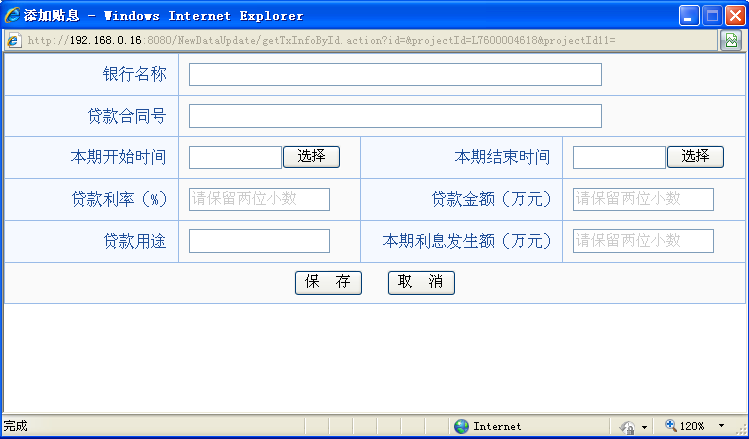 添加贴息 - Windows Internet Explorer
http://192.168.0.16:8080/NewDataUpdate/getTxInfoById.action?id=&projectId=L7600004618&projectId11=
银行名称
贷款合同号
本期开始时间 选择 本期结束时间 选择
贷款利率（%） 请保留两位小数 贷款金额（万元） 请保留两位小数
贷款用途 本期利息发生额（万元） 请保留两位小数
保 存 取 消
完成 Internet 120%